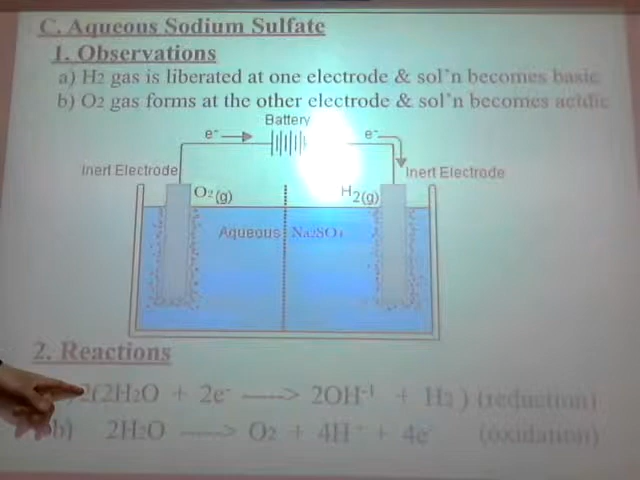 C. Aqueous Sodium Sulfate
1. Observations
a) H2 gas is liberated at one electrode & sol'n becomes basic
b) O2 gas forms at the other electrode & sol'n becomes acidic
Battery
e- e-
Inert Electrode Inert Electrode
O2(g) H2(g)
Aqueous Na2SO4
2. Reactions
2(2H2O + 2e- ----> 2OH-1 + H2 ) (reduction)
b) 2H2O ----> O2 + 4H+ + 4e- (oxidation)